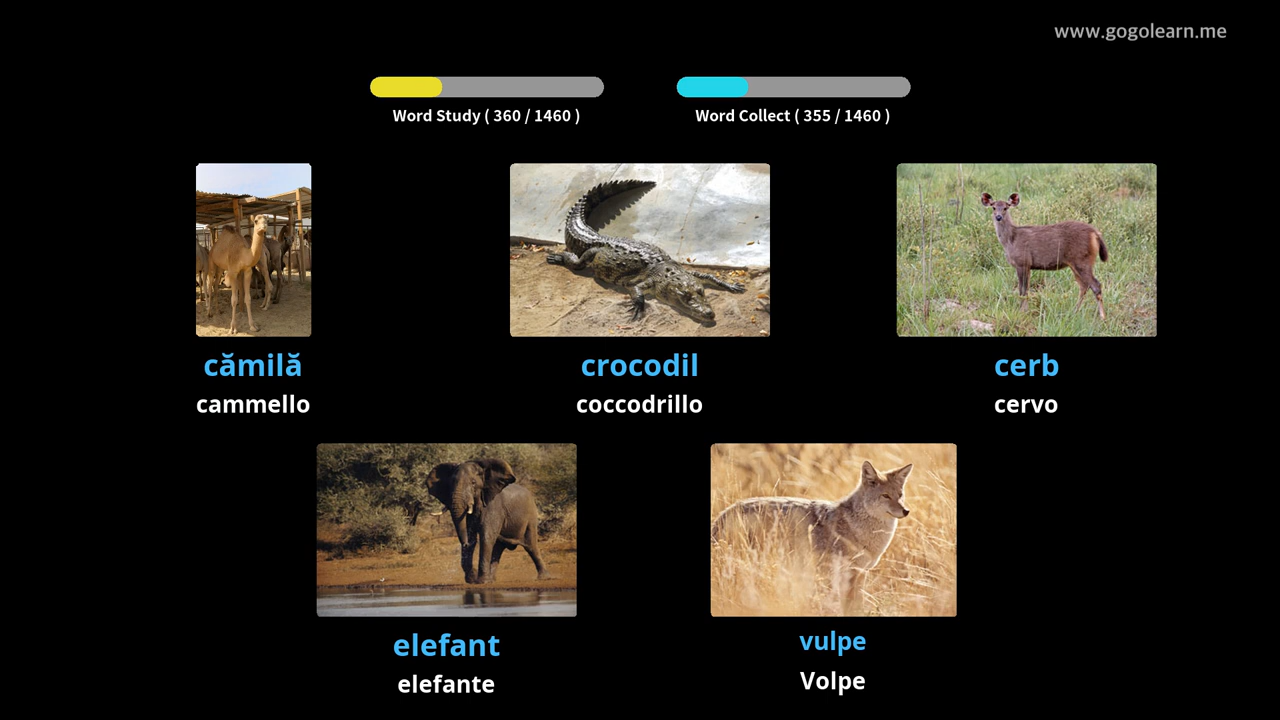 www.gogolearn.me
Word Study ( 360 / 1460 )
Word Collect ( 355 / 1460 )
cămilă
cammello
crocodil
coccodrillo
cerb
cervo
elefant
elefante
vulpe
Volpe